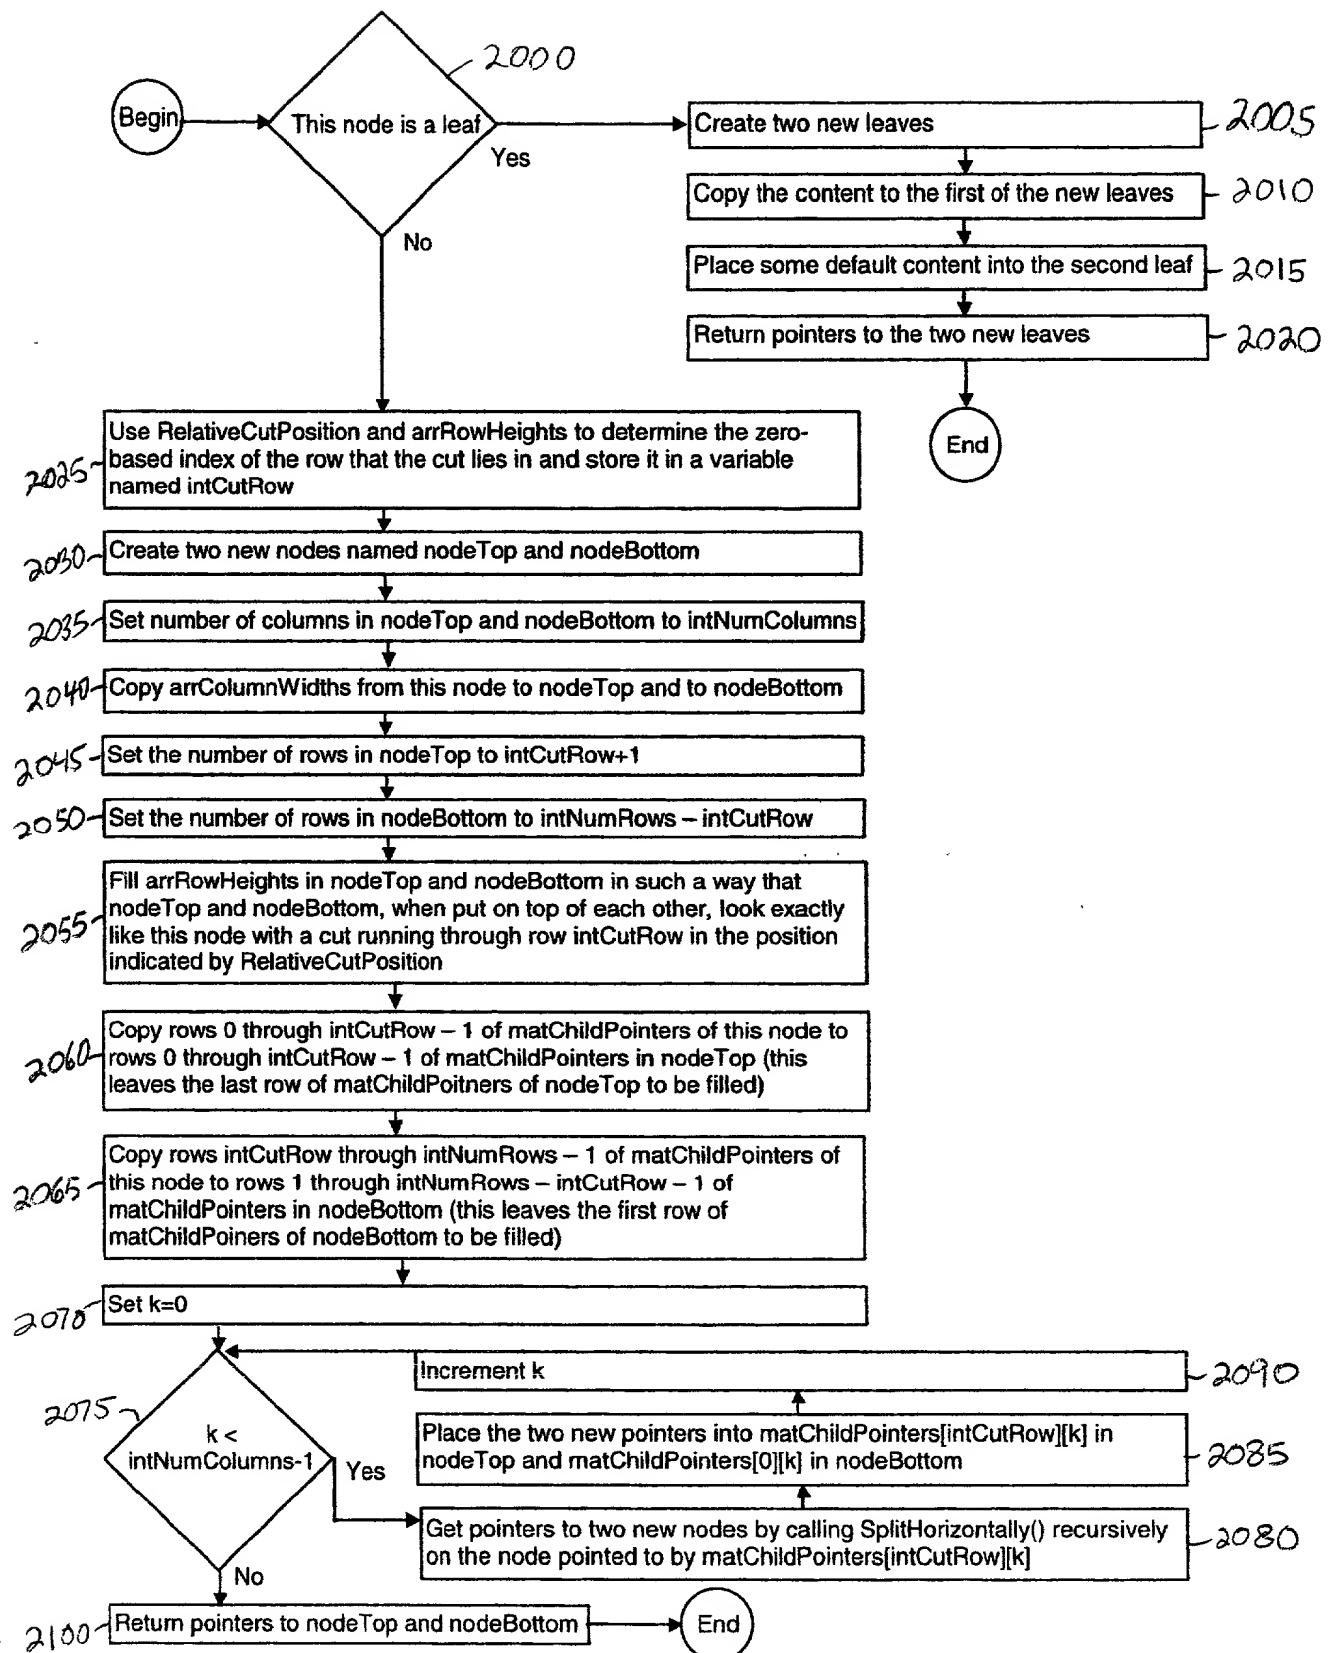 2000
Begin
This node is a leaf
Yes
No
Create two new leaves
2005
Copy the content to the first of the new leaves
2010
Place some default content into the second leaf
2015
Return pointers to the two new leaves
2020
End
2025
Use RelativeCutPosition and arrRowHeights to determine the zero-
based index of the row that the cut lies in and store it in a variable
named intCutRow
2030
Create two new nodes named nodeTop and nodeBottom
2035
Set number of columns in nodeTop and nodeBottom to intNumColumns
2040
Copy arrColumnWidths from this node to nodeTop and to nodeBottom
2045
Set the number of rows in nodeTop to intCutRow+1
2050
Set the number of rows in nodeBottom to intNumRows – intCutRow
2055
Fill arrRowHeights in nodeTop and nodeBottom in such a way that
nodeTop and nodeBottom, when put on top of each other, look exactly
like this node with a cut running through row intCutRow in the position
indicated by RelativeCutPosition
2060
Copy rows 0 through intCutRow – 1 of matChildPointers of this node to
rows 0 through intCutRow – 1 of matChildPointers in nodeTop (this
leaves the last row of matChildPoitners of nodeTop to be filled)
2065
Copy rows intCutRow through intNumRows – 1 of matChildPointers of
this node to rows 1 through intNumRows – intCutRow – 1 of
matChildPointers in nodeBottom (this leaves the first row of
matChildPoiners of nodeBottom to be filled)
2070
Set k=0
2075
k <
intNumColumns-1
Yes
No
Increment k
2090
Place the two new pointers into matChildPointers[intCutRow][k] in
nodeTop and matChildPointers[0][k] in nodeBottom
2085
Get pointers to two new nodes by calling SplitHorizontally() recursively
on the node pointed to by matChildPointers[intCutRow][k]
2080
2100
Return pointers to nodeTop and nodeBottom
End